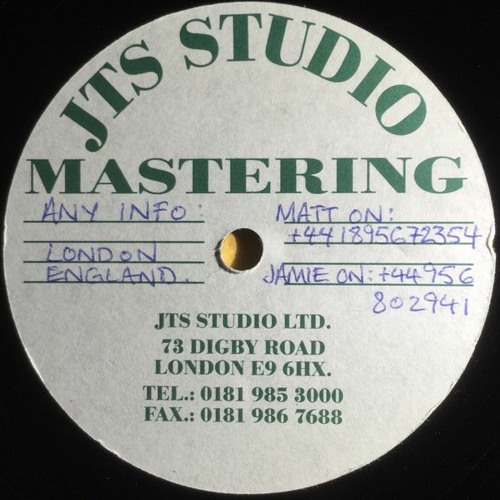 JTS STUDIO
MASTERING
ANY INFO:
LONDON
ENGLAND.
MATT ON:
+441895672354
JAMIE ON: +44956
802941
JTS STUDIO LTD.
73 DIGBY ROAD
LONDON E9 6HX.
TEL.: 0181 985 3000
FAX.: 0181 986 7688